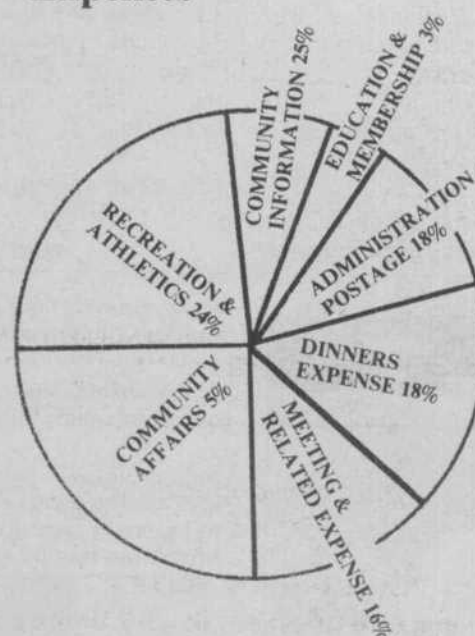 COMMUNITY
INFORMATION 25%
EDUCATION &
MEMBERSHIP 3%
ADMINISTRATION
POSTAGE 18%
DINNERS
EXPENSE 18%
MEETING &
RELATED EXPENSE 16%
COMMUNITY
AFFAIRS 5%
RECREATION &
ATHLETICS 24%